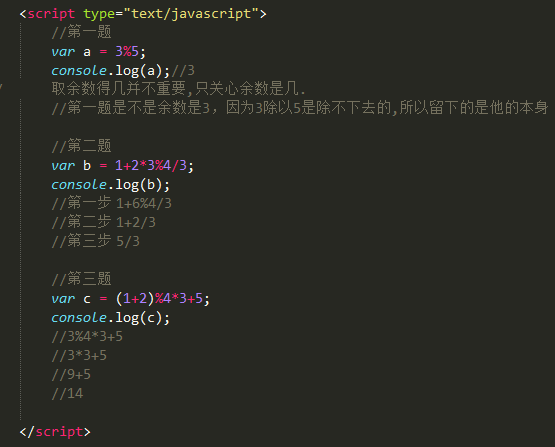 <script type="text/javascript">
//第一题
var a = 3%5;
console.log(a);//3
取余数得几并不重要,只关心余数是几.
//第一题是不是余数是3，因为3除以5是除不下去的,所以留下的是他的本身
//第二题
var b = 1+2*3%4/3;
console.log(b);
//第一步 1+6%4/3
//第二步 1+2/3
//第三步 5/3
//第三题
var c = (1+2)%4*3+5;
console.log(c);
//3%4*3+5
//3*3+5
//9+5
//14
</script>